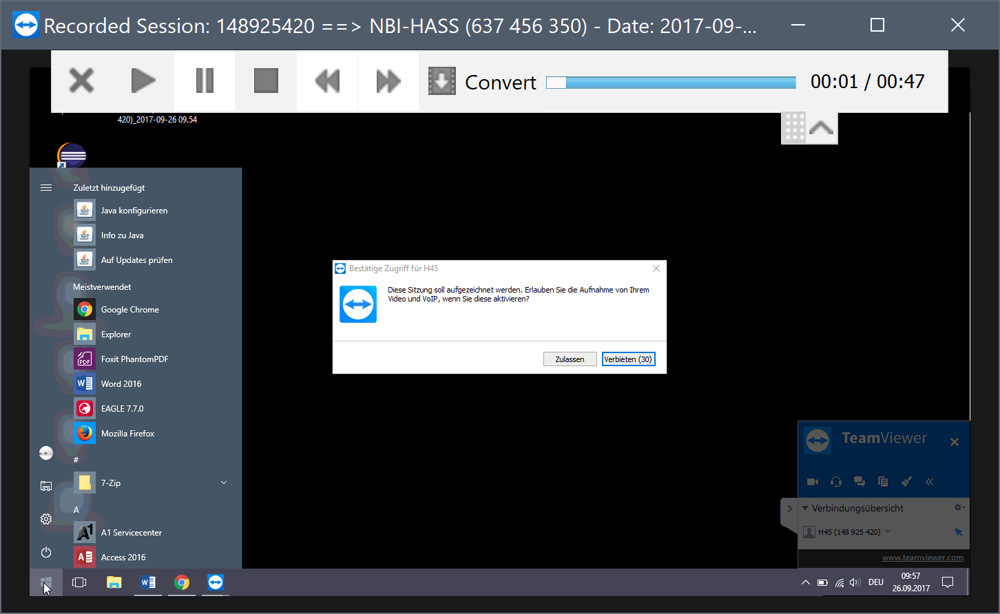 Recorded Session: 148925420 ==> NBI-HASS (637 456 350) - Date: 2017-09-...
Convert
00:01 / 00:47
420)_2017-09-26 09.54
Zuletzt hinzugefügt
Java konfigurieren
Info zu Java
Auf Updates prüfen
Meistverwendet
Google Chrome
Explorer
PDF
Foxit PhantomPDF
Word 2016
EAGLE 7.7.0
Mozilla Firefox
#
7-Zip
A
A1
A1 Servicecenter
Access 2016
Bestätige Zugriff für H45
Diese Sitzung soll aufgezeichnet werden. Erlauben Sie die Aufnahme von Ihrem
Video und VoIP, wenn Sie diese aktivieren?
Zulassen
Verbieten (30)
TeamViewer
Verbindungsübersicht
H45 (148 925 420)
www.teamviewer.com
DEU
09:57
26.09.2017